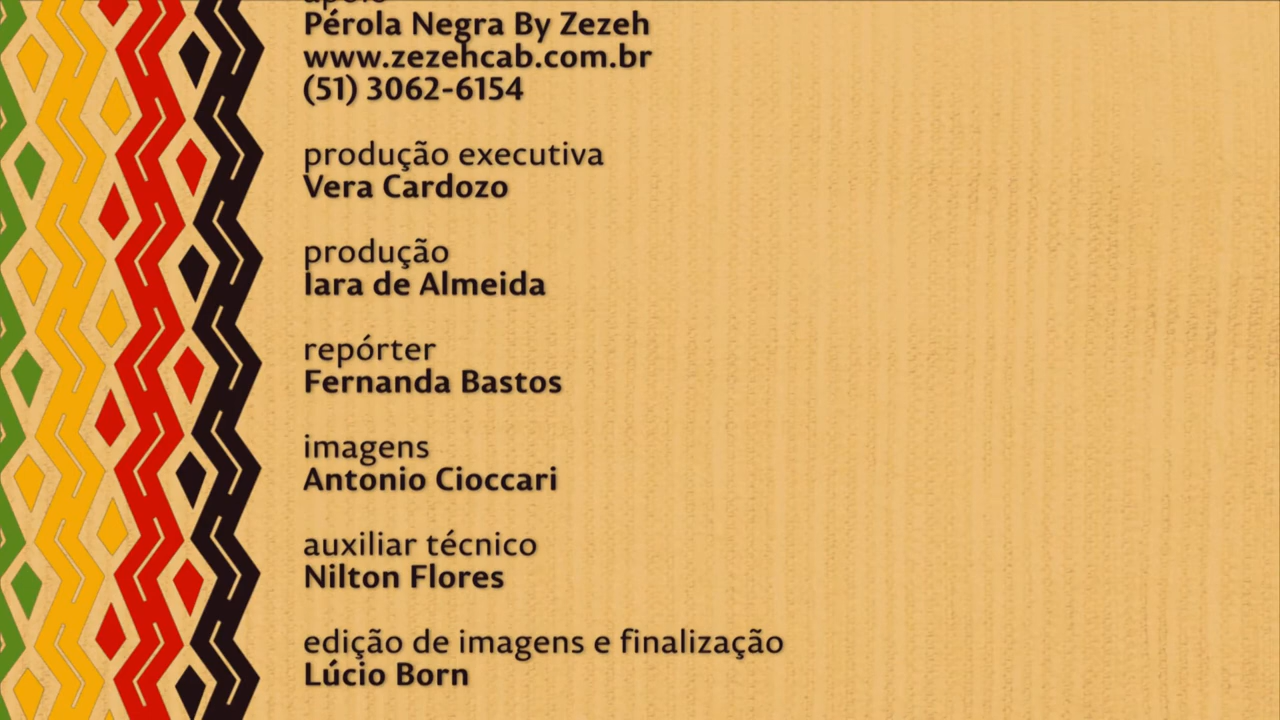 apoio
Pérola Negra By Zezeh
www.zezehcab.com.br
(51) 3062-6154
produção executiva
Vera Cardozo
produção
Iara de Almeida
repórter
Fernanda Bastos
imagens
Antonio Cioccari
auxiliar técnico
Nilton Flores
edição de imagens e finalização
Lúcio Born